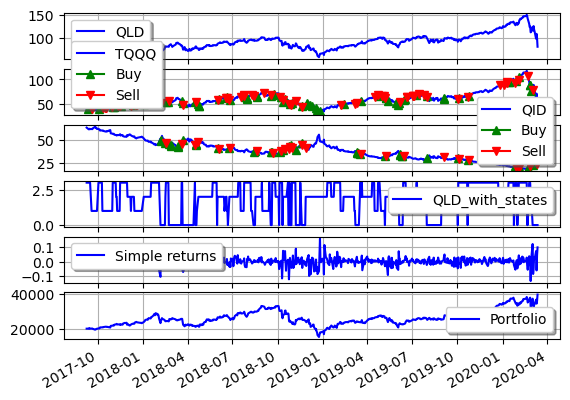 150
100
QLD
100
50
TQQQ
Buy
Sell
50
25
QID
Buy
Sell
2.5
0.0
QLD_with_states
0.1
0.0
−0.1
Simple returns
40000
20000
Portfolio
2017-10
2018-01
2018-04
2018-07
2018-10
2019-01
2019-04
2019-07
2019-10
2020-01
2020-04